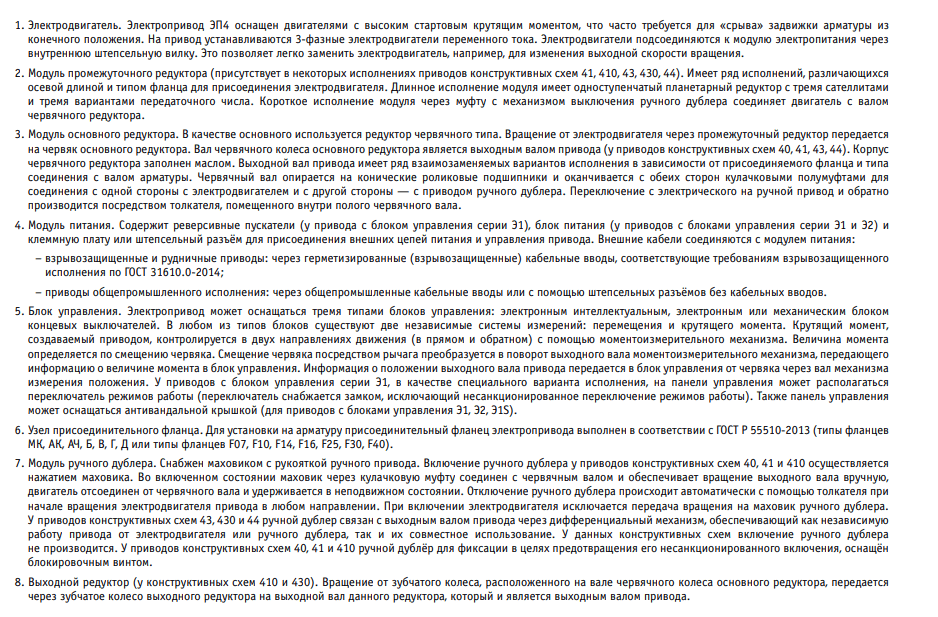 1. Электродвигатель. Электропривод ЭП4 оснащен двигателями с высоким стартовым крутящим моментом, что часто требуется для «срыва» задвижки арматуры из
конечного положения. На привод устанавливаются 3-фазные электродвигатели переменного тока. Электродвигатели подсоединяются к модулю электропитания через
внутреннюю штепсельную вилку. Это позволяет легко заменить электродвигатель, например, для изменения выходной скорости вращения.
2. Модуль промежуточного редуктора (присутствует в некоторых исполнениях приводов конструктивных схем 41, 410, 43, 430, 44). Имеет ряд исполнений, различающихся
осевой длиной и типом фланца для присоединения электродвигателя. Длинное исполнение модуля имеет одноступенчатый планетарный редуктор с тремя сателлитами
и тремя вариантами передаточного числа. Короткое исполнение модуля через муфту с механизмом выключения ручного дублера соединяет двигатель с валом
червячного редуктора.
3. Модуль основного редуктора. В качестве основного используется редуктор червячного типа. Вращение от электродвигателя через промежуточный редуктор передается
на червяк основного редуктора. Вал червячного колеса основного редуктора является выходным валом привода (у приводов конструктивных схем 40, 41, 43, 44). Корпус
червячного редуктора заполнен маслом. Выходной вал привода имеет ряд взаимозаменяемых вариантов исполнения в зависимости от присоединяемого фланца и типа
соединения с валом арматуры. Червячный вал опирается на конические роликовые подшипники и оканчивается с обеих сторон кулачковыми полумуфтами для
соединения с одной стороны с электродвигателем и с другой стороны — с приводом ручного дублера. Переключение с электрического на ручной привод и обратно
производится посредством толкателя, помещенного внутри полого червячного вала.
4. Модуль питания. Содержит реверсивные пускатели (у привода с блоком управления серии Э1), блок питания (у приводов с блоками управления серии Э1 и Э2) и
клеммную плату или штепсельный разъём для присоединения внешних цепей питания и управления привода. Внешние кабели соединяются с модулем питания:
– взрывозащищенные и рудничные приводы: через герметизированные (взрывозащищенные) кабельные вводы, соответствующие требованиям взрывозащищенного
исполнения по ГОСТ 31610.0-2014;
– приводы общепромышленного исполнения: через общепромышленные кабельные вводы или с помощью штепсельных разъёмов без кабельных вводов.
5. Блок управления. Электропривод может оснащаться тремя типами блоков управления: электронным интеллектуальным, электронным или механическим блоком
концевых выключателей. В любом из типов блоков существуют две независимые системы измерений: перемещения и крутящего момента. Крутящий момент,
создаваемый приводом, контролируется в двух направлениях движения (в прямом и обратном) с помощью моментоизмерительного механизма. Величина момента
определяется по смещению червяка. Смещение червяка посредством рычага преобразуется в поворот выходного вала моментоизмерительного механизма, передающего
информацию о величине момента в блок управления. Информация о положении выходного вала привода передается в блок управления от червяка через вал механизма
измерения положения. У приводов с блоком управления серии Э1, в качестве специального варианта исполнения, на панели управления может располагаться
переключатель режимов работы (переключатель снабжается замком, исключающий несанкционированное переключение режимов работы). Также панель управления
может оснащаться антивандальной крышкой (для приводов с блоками управления Э1, Э2, Э1S).
6. Узел присоединительного фланца. Для установки на арматуру присоединительный фланец электропривода выполнен в соответствии с ГОСТ Р 55510-2013 (типы фланцев
МК, АК, АЧ, Б, В, Г, Д или типы фланцев F07, F10, F14, F16, F25, F30, F40).
7. Модуль ручного дублера. Снабжен маховиком с рукояткой ручного привода. Включение ручного дублера у приводов конструктивных схем 40, 41 и 410 осуществляется
нажатием маховика. Во включенном состоянии маховик через кулачковую муфту соединен с червячным валом и обеспечивает вращение выходного вала вручную,
двигатель отсоединен от червячного вала и удерживается в неподвижном состоянии. Отключение ручного дублера происходит автоматически с помощью толкателя при
начале вращения электродвигателя привода в любом направлении. При включении электродвигателя исключается передача вращения на маховик ручного дублера.
У приводов конструктивных схем 43, 430 и 44 ручной дублер связан с выходным валом привода через дифференциальный механизм, обеспечивающий как независимую
работу привода от электродвигателя или ручного дублера, так и их совместное использование. У данных конструктивных схем включение ручного дублера
не производится. У приводов конструктивных схем 40, 41 и 410 ручной дублёр для фиксации в целях предотвращения его несанкционированного включения, оснащён
блокировочным винтом.
8. Выходной редуктор (у конструктивных схем 410 и 430). Вращение от зубчатого колеса, расположенного на вале червячного колеса основного редуктора, передается
через зубчатое колесо выходного редуктора на выходной вал данного редуктора, который и является выходным валом привода.